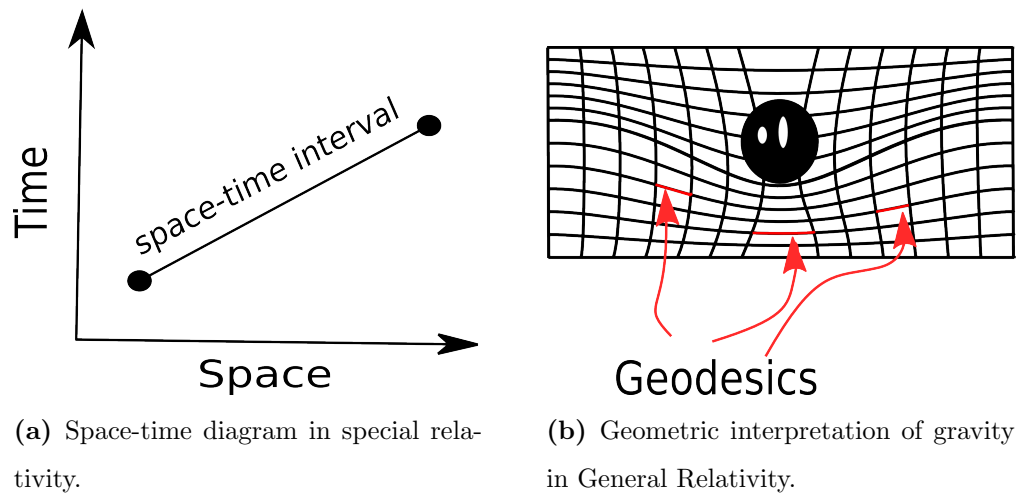 Time
space-time interval
Space
(a) Space-time diagram in special rela-
tivity.
Geodesics
(b) Geometric interpretation of gravity
in General Relativity.